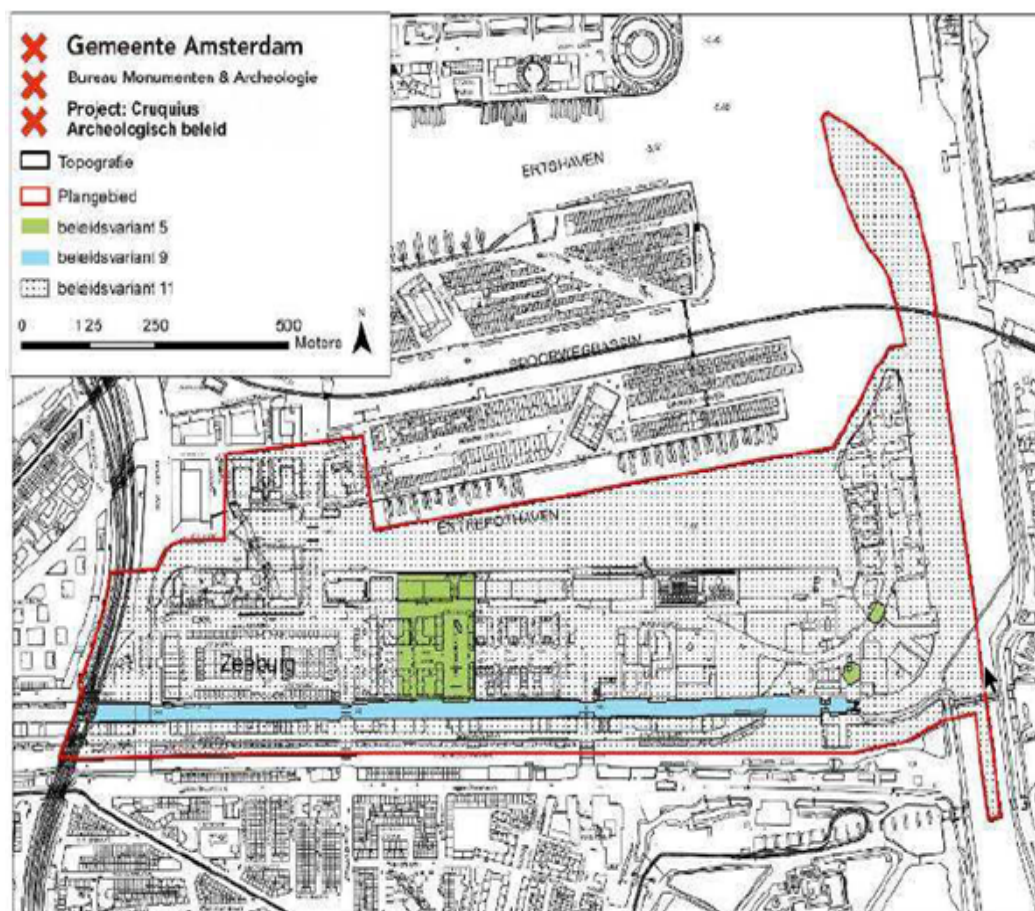 Gemeente Amsterdam
Bureau Monumenten & Archeologie
Project: Cruquius
Archeologisch beleid
Topografie
Plangebied
beleidsvariant 5
beleidsvariant 9
beleidsvariant 11
0 125 250 500
Meters
N
ERTSHAVEN
SPOORWEGBASSIN
ENTREPOTHAVEN
Zeeburg